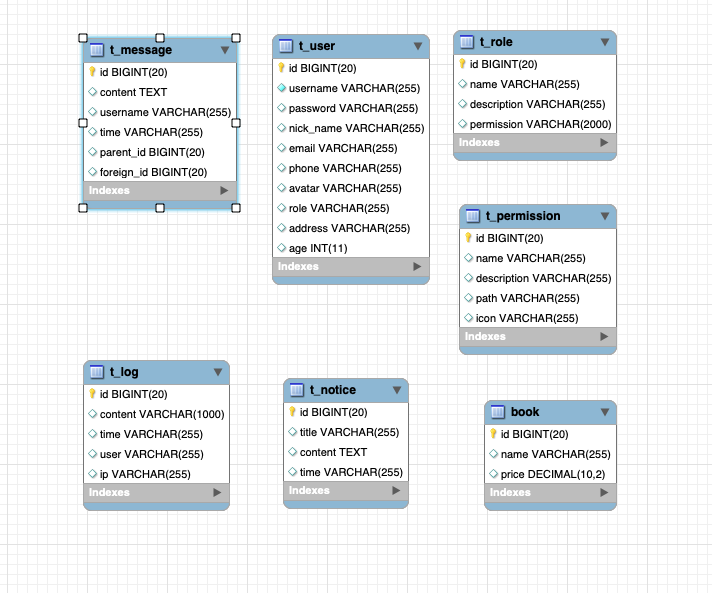 t_message
id BIGINT(20)
content TEXT
username VARCHAR(255)
time VARCHAR(255)
parent_id BIGINT(20)
foreign_id BIGINT(20)
Indexes
t_user
id BIGINT(20)
username VARCHAR(255)
password VARCHAR(255)
nick_name VARCHAR(255)
email VARCHAR(255)
phone VARCHAR(255)
avatar VARCHAR(255)
role VARCHAR(255)
address VARCHAR(255)
age INT(11)
Indexes
t_role
id BIGINT(20)
name VARCHAR(255)
description VARCHAR(255)
permission VARCHAR(2000)
Indexes
t_permission
id BIGINT(20)
name VARCHAR(255)
description VARCHAR(255)
path VARCHAR(255)
icon VARCHAR(255)
Indexes
t_log
id BIGINT(20)
content VARCHAR(1000)
time VARCHAR(255)
user VARCHAR(255)
ip VARCHAR(255)
Indexes
t_notice
id BIGINT(20)
title VARCHAR(255)
content TEXT
time VARCHAR(255)
Indexes
book
id BIGINT(20)
name VARCHAR(255)
price DECIMAL(10,2)
Indexes